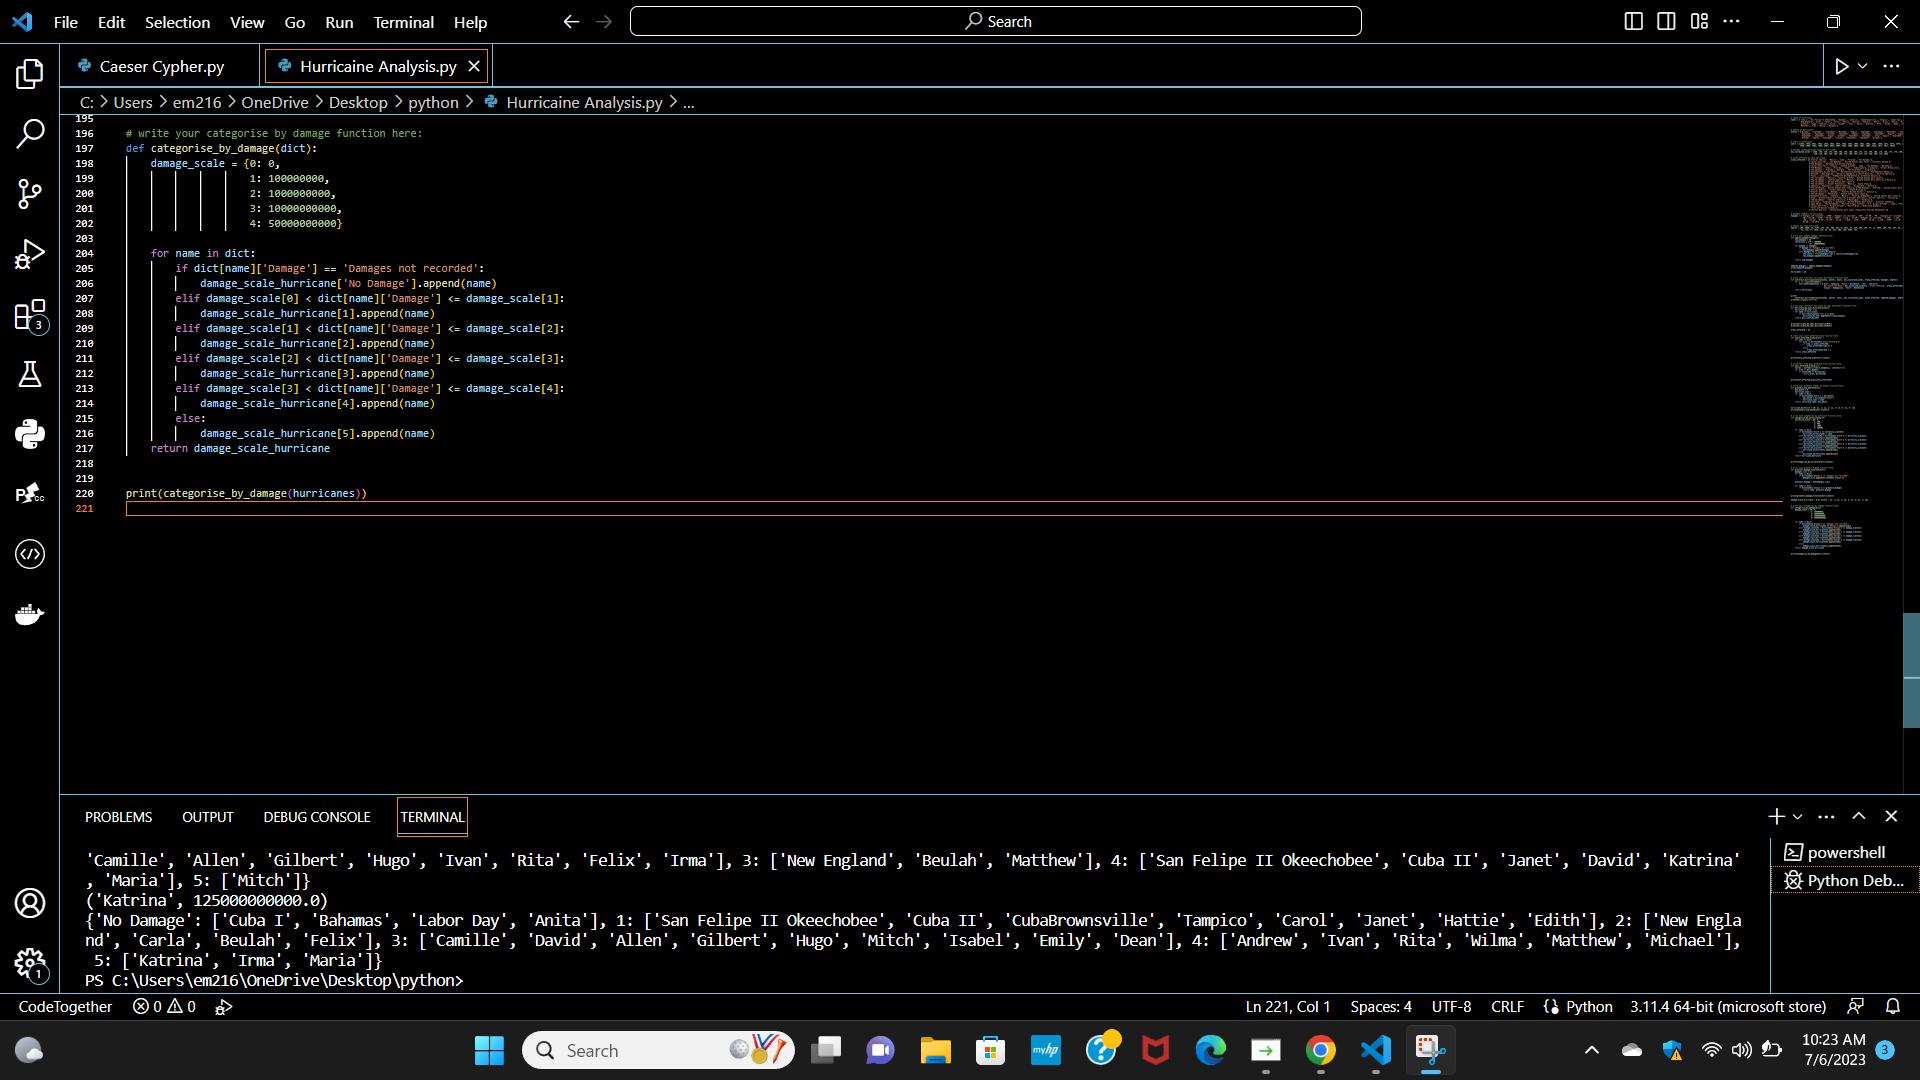 File Edit Selection View Go Run Terminal Help
Search
Caeser Cypher.py
Hurricaine Analysis.py
C: > Users > em216 > OneDrive > Desktop > python > Hurricaine Analysis.py > ...
195
196 # write your categorise by damage function here:
197 def categorise_by_damage(dict):
198     damage_scale = {0: 0,
199                     1: 100000000,
200                     2: 1000000000,
201                     3: 10000000000,
202                     4: 50000000000}
203
204     for name in dict:
205         if dict[name]['Damage'] == 'Damages not recorded':
206             damage_scale_hurricane['No Damage'].append(name)
207         elif damage_scale[0] < dict[name]['Damage'] <= damage_scale[1]:
208             damage_scale_hurricane[1].append(name)
209         elif damage_scale[1] < dict[name]['Damage'] <= damage_scale[2]:
210             damage_scale_hurricane[2].append(name)
211         elif damage_scale[2] < dict[name]['Damage'] <= damage_scale[3]:
212             damage_scale_hurricane[3].append(name)
213         elif damage_scale[3] < dict[name]['Damage'] <= damage_scale[4]:
214             damage_scale_hurricane[4].append(name)
215         else:
216             damage_scale_hurricane[5].append(name)
217     return damage_scale_hurricane
218
219
220 print(categorise_by_damage(hurricanes))
221
3
PROBLEMS OUTPUT DEBUG CONSOLE TERMINAL
'Camille', 'Allen', 'Gilbert', 'Hugo', 'Ivan', 'Rita', 'Felix', 'Irma'], 3: ['New England', 'Beulah', 'Matthew'], 4: ['San Felipe II Okeechobee', 'Cuba II', 'Janet', 'David', 'Katrina'
, 'Maria'], 5: ['Mitch']}
('Katrina', 125000000000.0)
{'No Damage': ['Cuba I', 'Bahamas', 'Labor Day', 'Anita'], 1: ['San Felipe II Okeechobee', 'Cuba II', 'CubaBrownsville', 'Tampico', 'Carol', 'Janet', 'Hattie', 'Edith'], 2: ['New Engla
nd', 'Carla', 'Beulah', 'Felix'], 3: ['Camille', 'David', 'Allen', 'Gilbert', 'Hugo', 'Mitch', 'Isabel', 'Emily', 'Dean'], 4: ['Andrew', 'Ivan', 'Rita', 'Wilma', 'Matthew', 'Michael'],
 5: ['Katrina', 'Irma', 'Maria']}
PS C:\Users\em216\OneDrive\Desktop\python>
powershell
Python Deb...
1
CodeTogether 0 0 Ln 221, Col 1 Spaces: 4 UTF-8 CRLF Python 3.11.4 64-bit (microsoft store)
Search
myhp
10:23 AM
7/6/2023
3